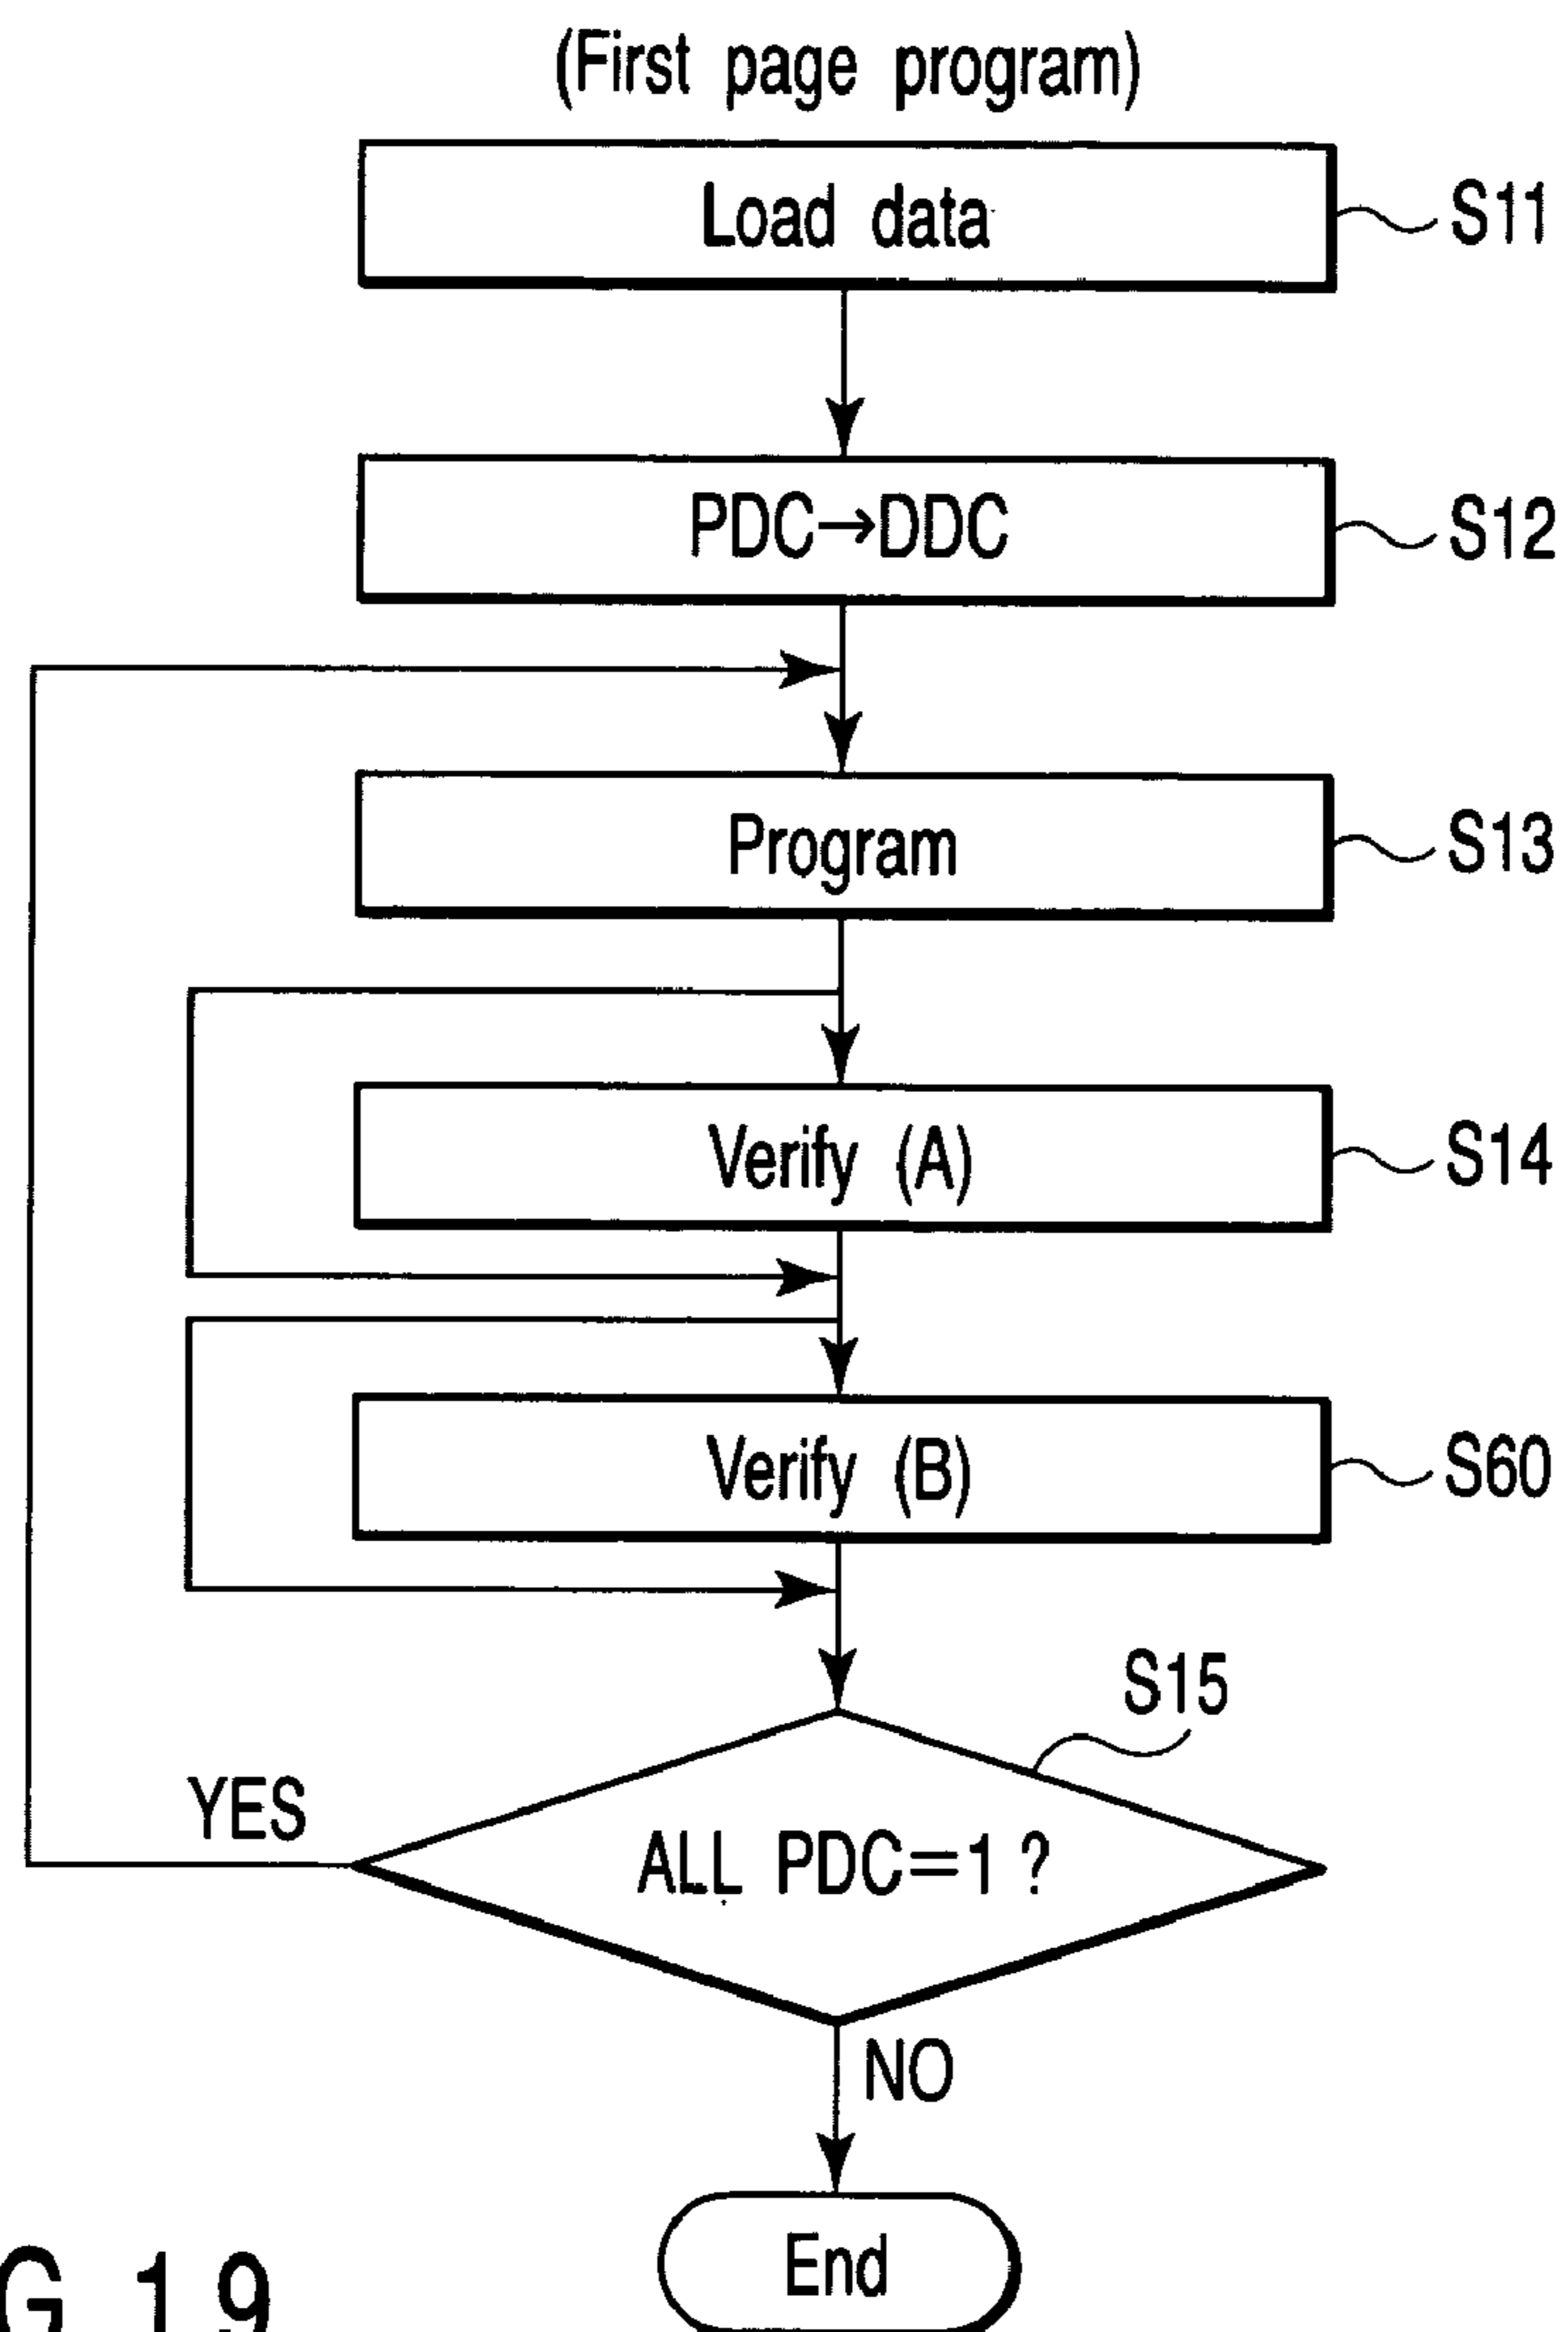 (First page program)
Load data
S11
PDC→DDC
S12
Program
S13
Verify (A)
S14
Verify (B)
S60
S15
YES
ALL PDC=1 ?
NO
End
G 19